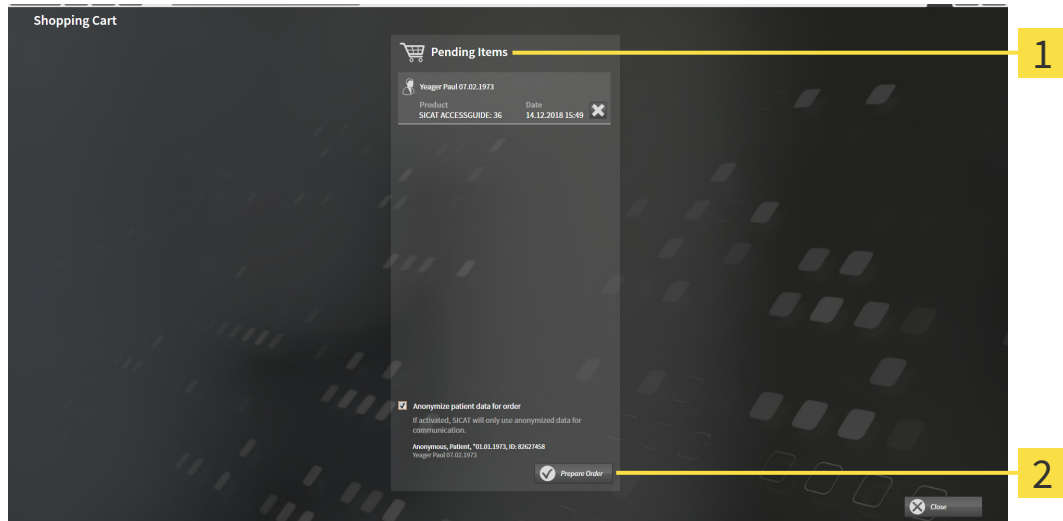 Shopping Cart
Pending Items
1
Yeager Paul 07.02.1973
Product Date
SICAT ACCESSGUIDE: 36 14.12.2018 15:49
Anonymize patient data for order
If activated, SICAT will only use anonymized data for
communication.
Anonymous, Patient, *01.01.1973, ID: 82627458
Yeager Paul 07.02.1973
Prepare Order
2
Close